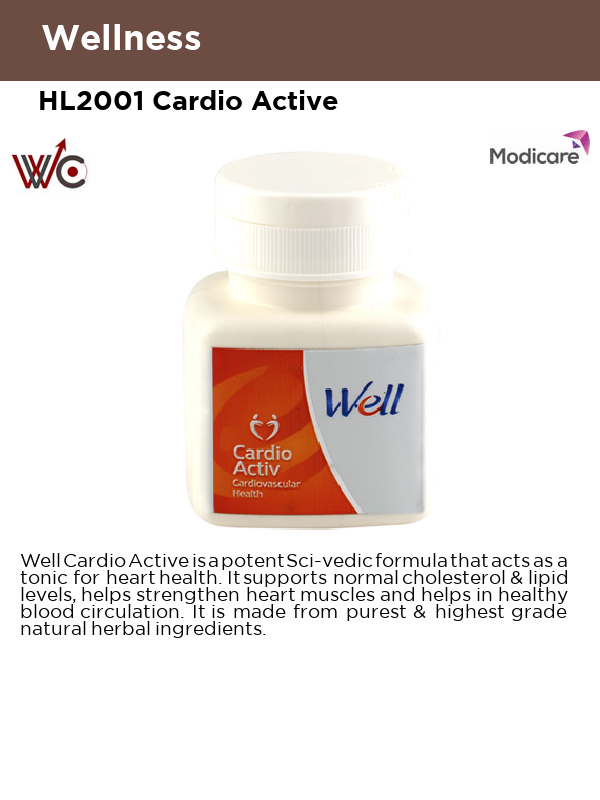 Wellness
HL2001 Cardio Active
WC
Modicare
Well
Cardio
Activ
Cardiovascular
Health
Well Cardio Active is a potent Sci-vedic formula that acts as a
tonic for heart health. It supports normal cholesterol & lipid
levels, helps strengthen heart muscles and helps in healthy
blood circulation. It is made from purest & highest grade
natural herbal ingredients.